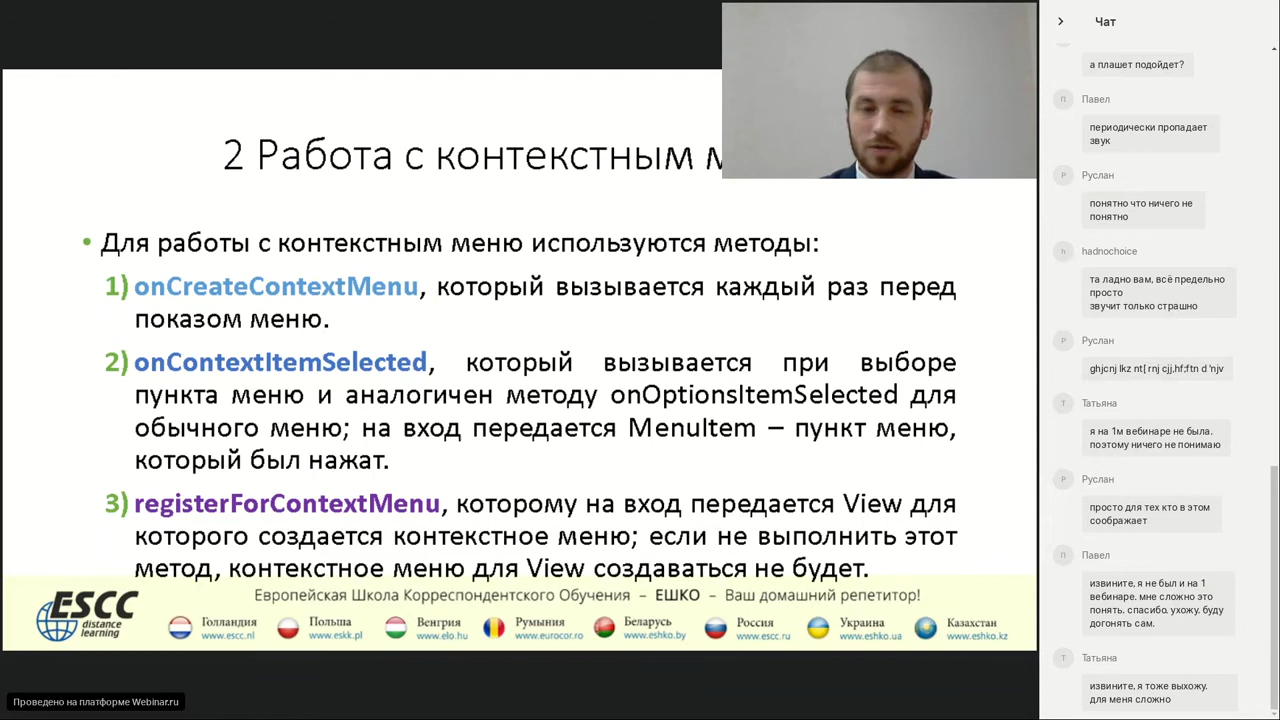 2 Работа с контекстным м
Для работы с контекстным меню используются методы:
1) onCreateContextMenu, который вызывается каждый раз перед
показом меню.
2) onContextItemSelected, который вызывается при выборе
пункта меню и аналогичен методу onOptionsItemSelected для
обычного меню; на вход передается MenuItem – пункт меню,
который был нажат.
3) registerForContextMenu, которому на вход передается View для
которого создается контекстное меню; если не выполнить этот
метод, контекстное меню для View создаваться не будет.
ESCC
distance
learning
Европейская Школа Корреспондентского Обучения – ЕШКО – Ваш домашний репетитор!
Голландия
www.escc.nl
Польша
www.eskk.pl
Венгрия
www.elo.hu
Румыния
www.eurocor.ro
Беларусь
www.eshko.by
Россия
www.escc.ru
Украина
www.eshko.ua
Казахстан
www.eshko.kz
Проведено на платформе Webinar.ru
Чат
а плашет подойдет?
П Павел
периодически пропадает
звук
Р Руслан
понятно что ничего не
понятно
h hadnochoice
та ладно вам, всё предельно
просто
звучит только страшно
Р Руслан
ghjcnj lkz nt[ rnj cjj,hf;ftn d 'njv
Т Татьяна
я на 1м вебинаре не была.
поэтому ничего не понимаю
Р Руслан
просто для тех кто в этом
соображает
П Павел
извините, я не был и на 1
вебинаре. мне сложно это
понять. спасибо. ухожу. буду
догонять сам.
Т Татьяна
извините, я тоже выхожу.
для меня сложно